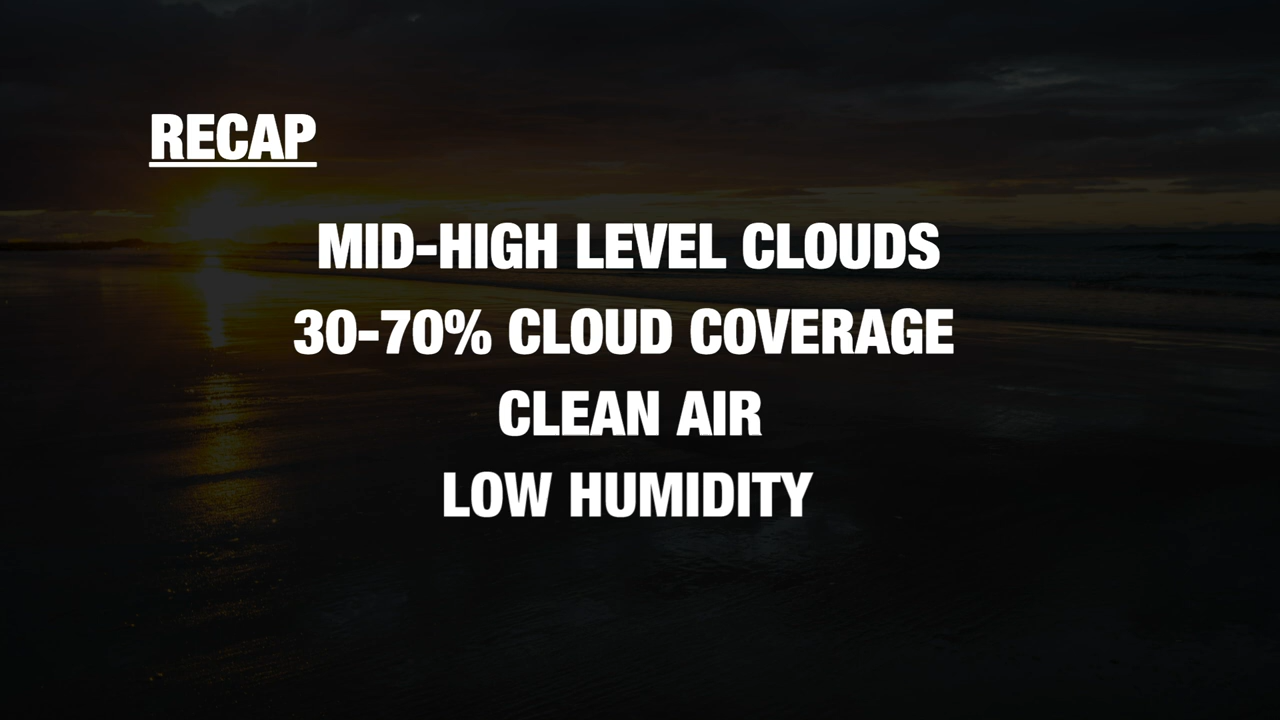 RECAP
MID-HIGH LEVEL CLOUDS
30-70% CLOUD COVERAGE
CLEAN AIR
LOW HUMIDITY